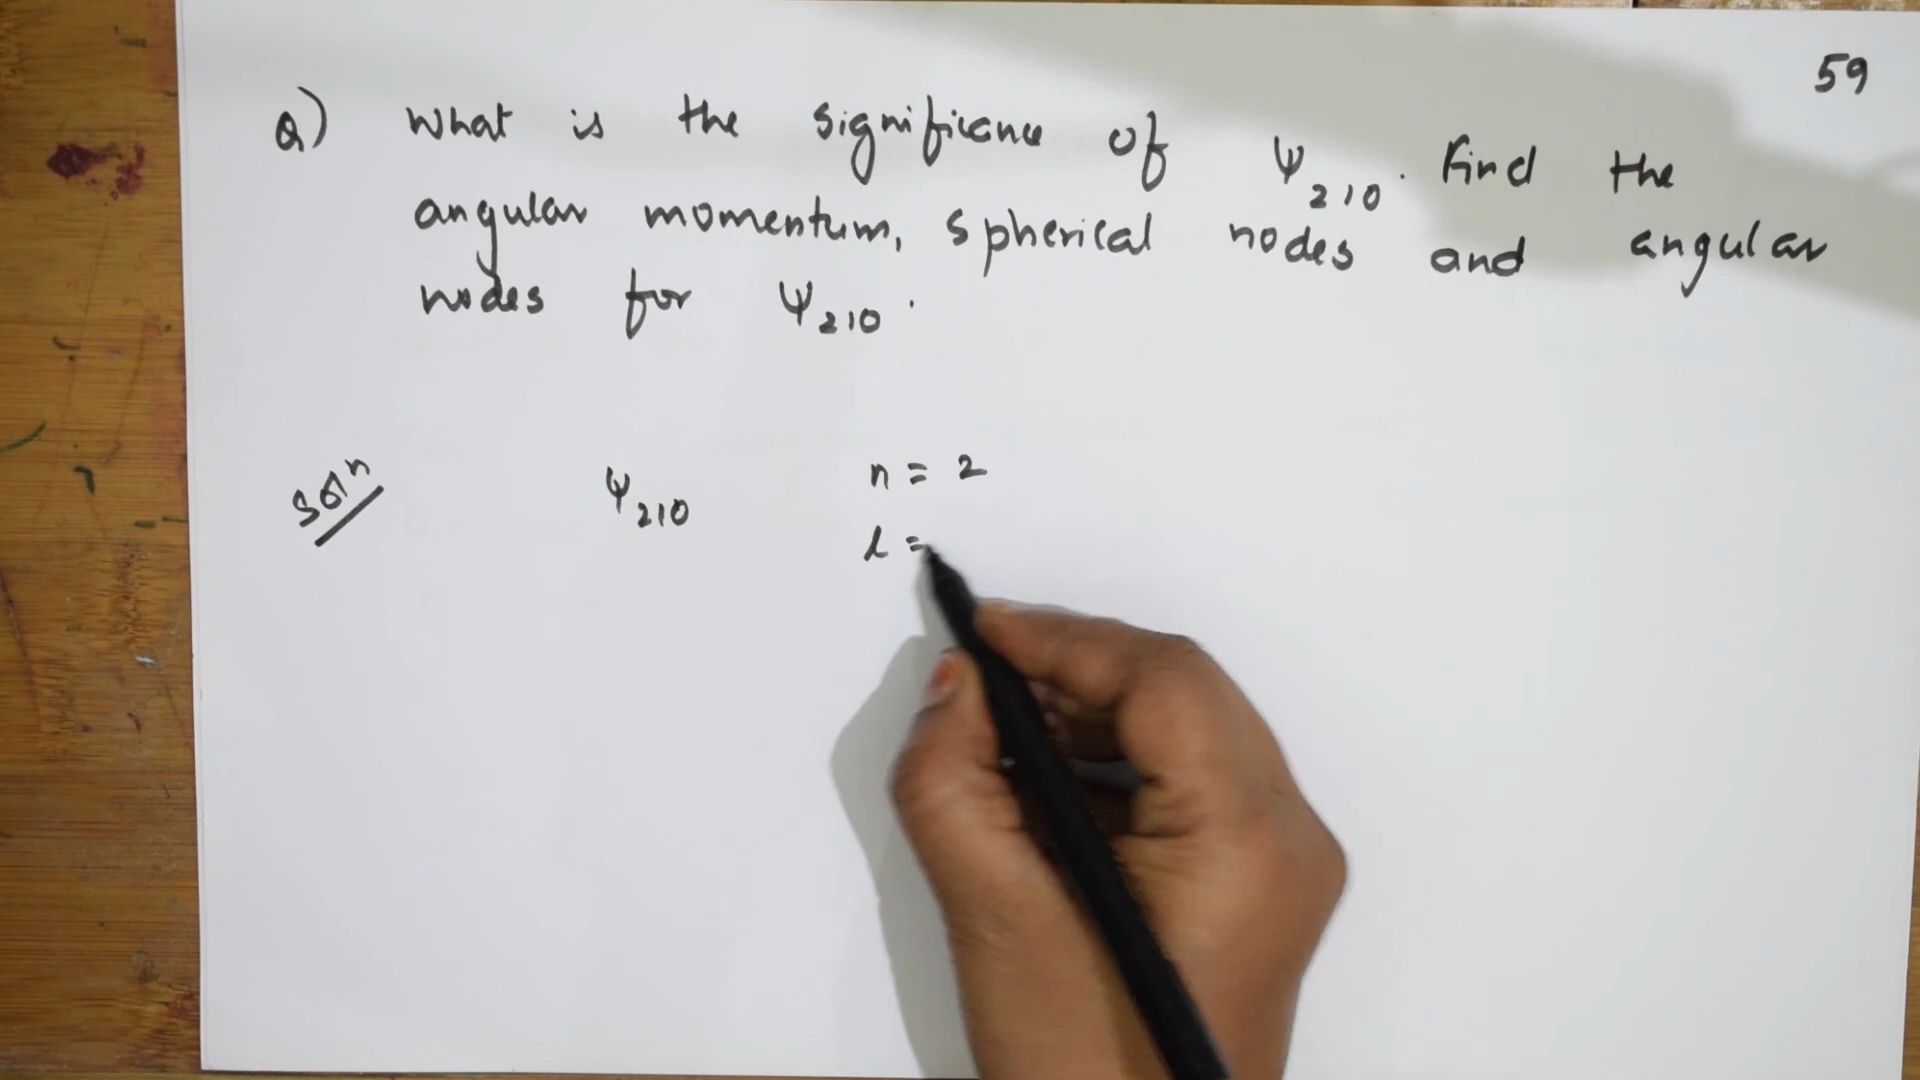 59
Q) What is the significance of Ψ210. Find the
angular momentum, spherical nodes and angular
nodes for Ψ210.
Solⁿ Ψ210 n = 2
l =